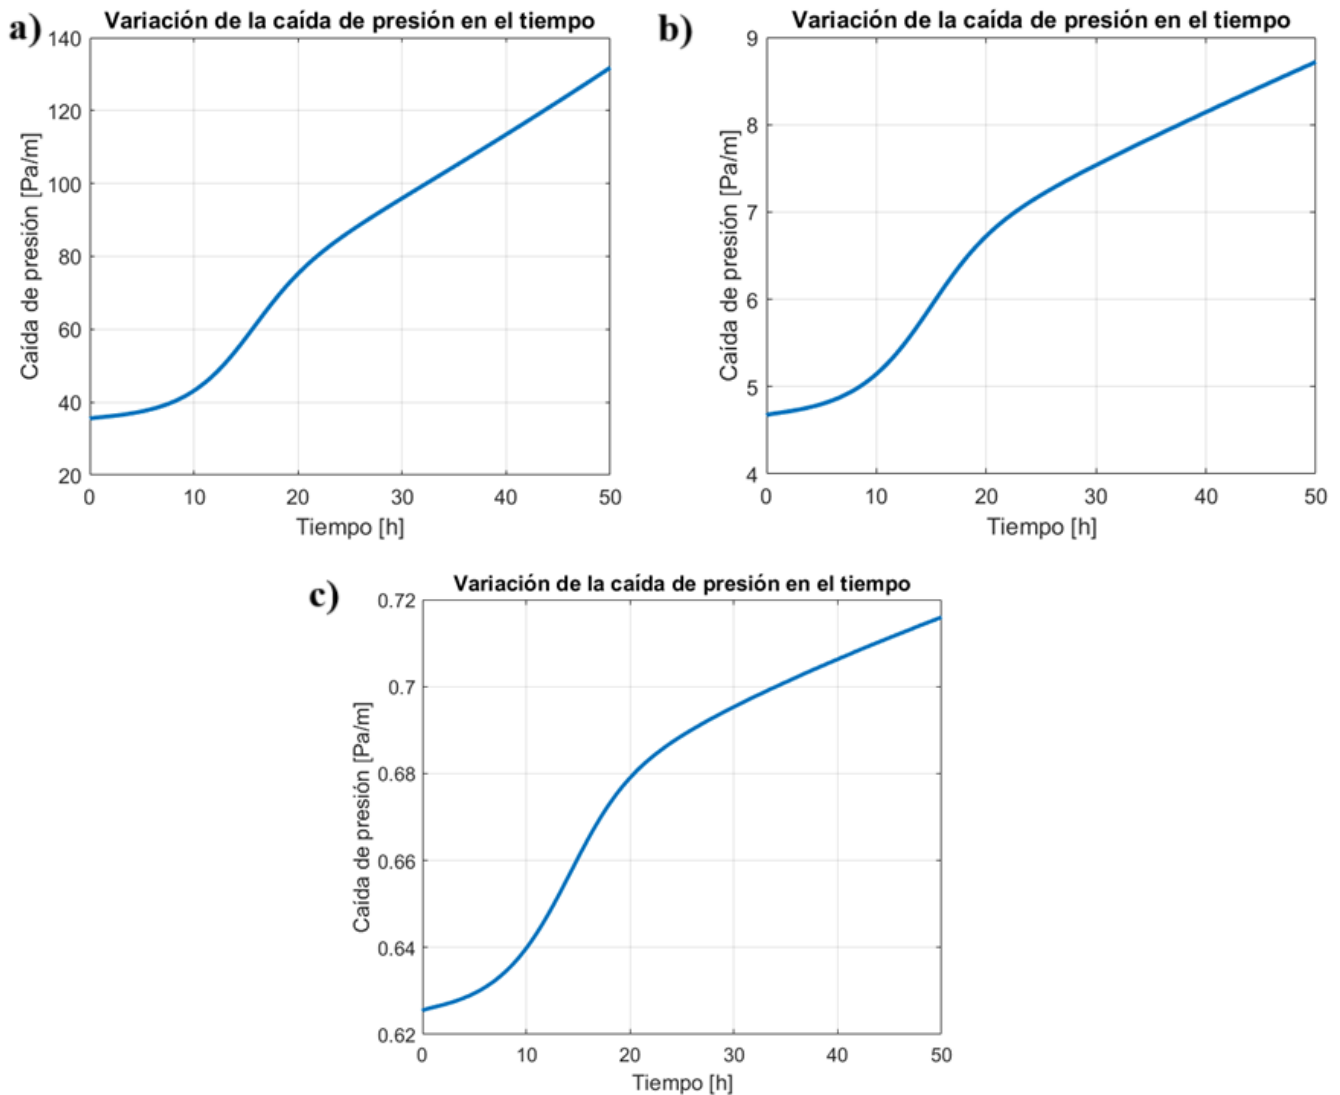 a)
Variación de la caída de presión en el tiempo
140
120
100
80
60
40
20
Caída de presión [Pa/m]
0 10 20 30 40 50
Tiempo [h]
b)
Variación de la caída de presión en el tiempo
9
8
7
6
5
4
Caída de presión [Pa/m]
0 10 20 30 40 50
Tiempo [h]
c)
Variación de la caída de presión en el tiempo
0.72
0.7
0.68
0.66
0.64
0.62
Caída de presión [Pa/m]
0 10 20 30 40 50
Tiempo [h]